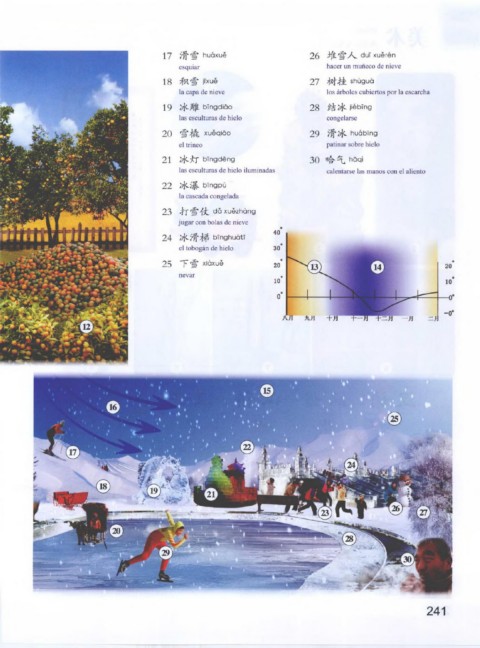 17 滑雪 huáxuě
esquiar
18 积雪 jīxuě
la capa de nieve
19 冰雕 bīngdiāo
las esculturas de hielo
20 雪橇 xuěqiāo
el trineo
21 冰灯 bīngdēng
las esculturas de hielo iluminadas
22 冰瀑 bīngpù
la cascada congelada
23 打雪仗 dǎ xuězhàng
jugar con bolas de nieve
24 冰滑梯 bīnghuátī
el tobogán de hielo
25 下雪 xiàxuě
nevar
26 堆雪人 duī xuěrén
hacer un muñeco de nieve
27 树挂 shùguà
los árboles cubiertos por la escarcha
28 结冰 jiébīng
congelarse
29 滑冰 huábīng
patinar sobre hielo
30 哈气 hāqì
calentarse las manos con el aliento
40°
30°
20°
10°
0°
13
14
20°
10°
-0°
-0°
八月 九月 十月 十一月 十二月 一月 二月
12
15
16
25
17
22
24
18
19
21
26
27
23
20
28
29
30
241